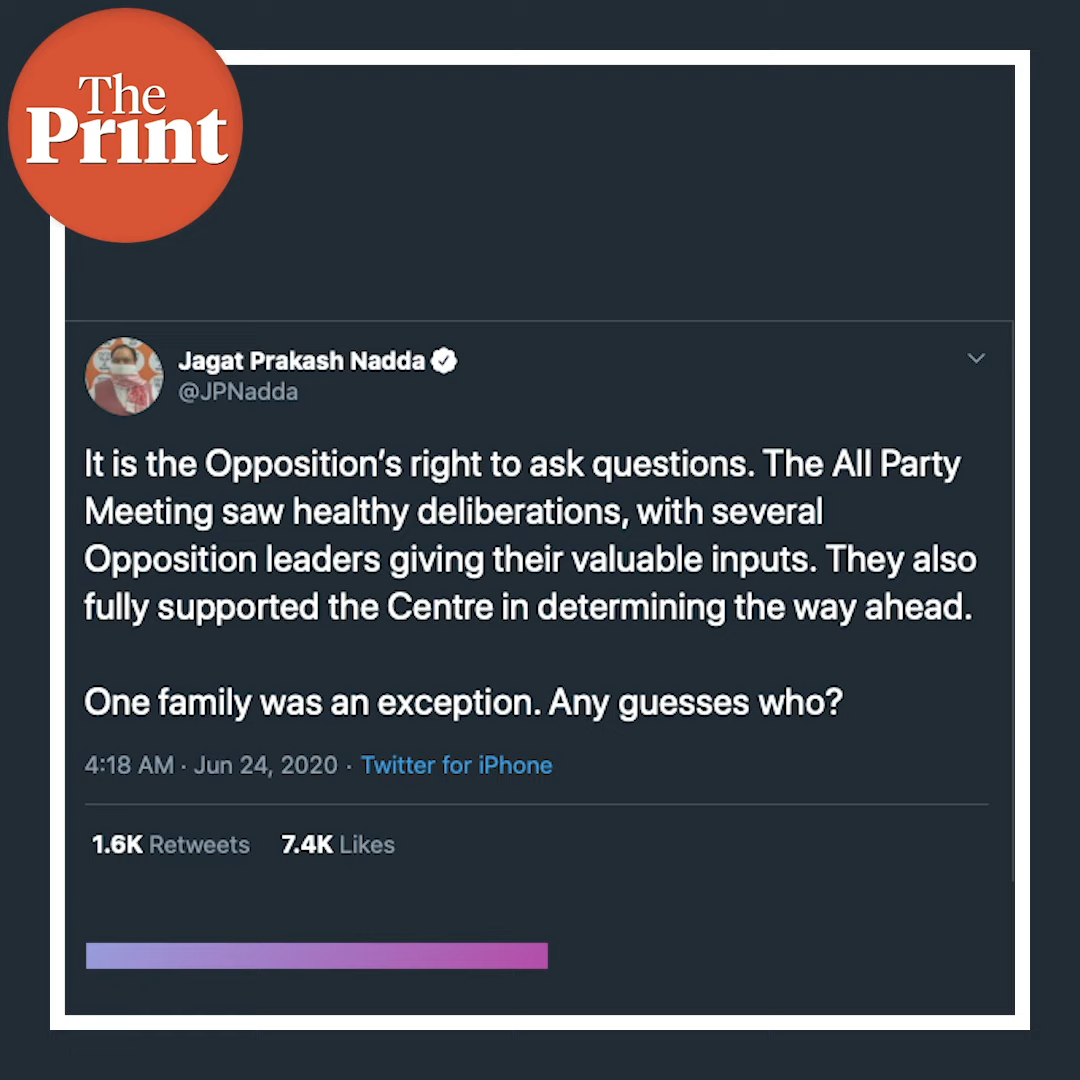 The
Print
Jagat Prakash Nadda
@JPNadda
It is the Opposition's right to ask questions. The All Party
Meeting saw healthy deliberations, with several
Opposition leaders giving their valuable inputs. They also
fully supported the Centre in determining the way ahead.
One family was an exception. Any guesses who?
4:18 AM · Jun 24, 2020 · Twitter for iPhone
1.6K Retweets 7.4K Likes